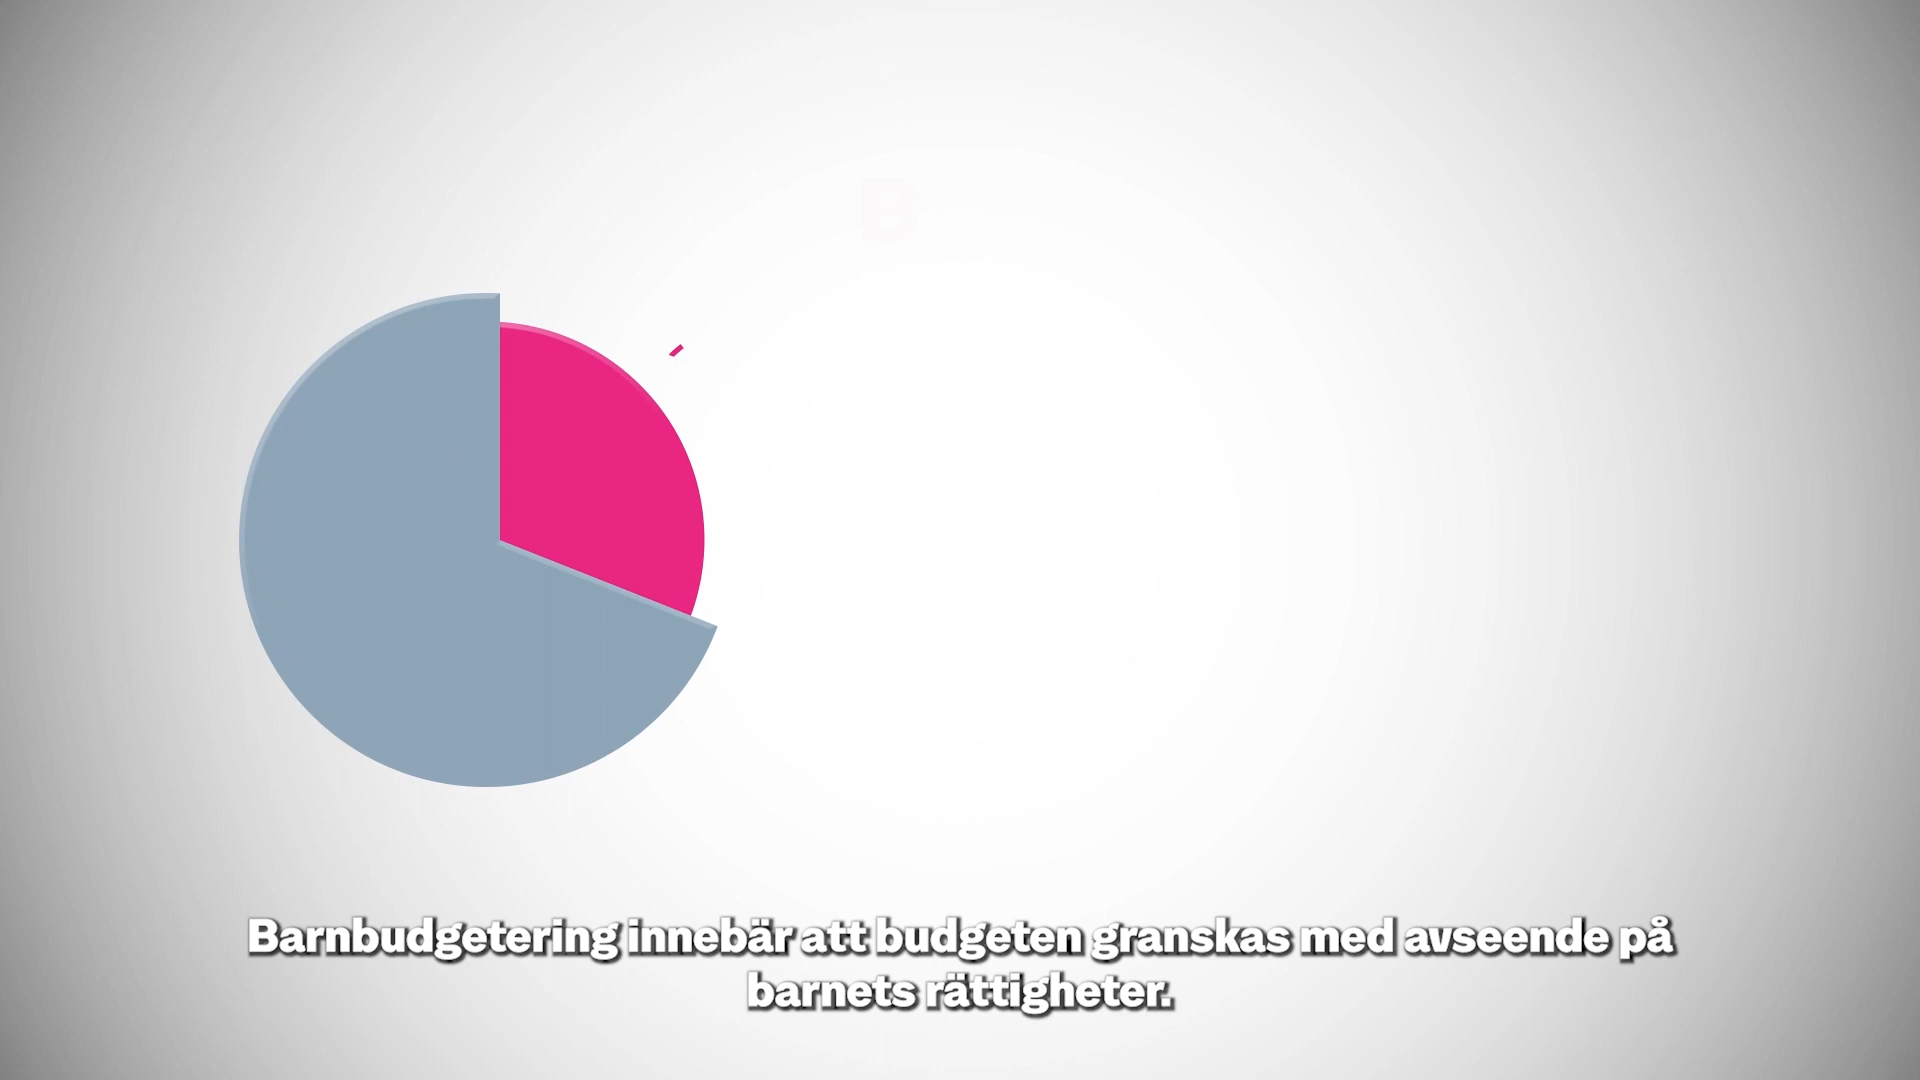 B
Barnbudgetering innebär att budgeten granskas med avseende på
barnets rättigheter.